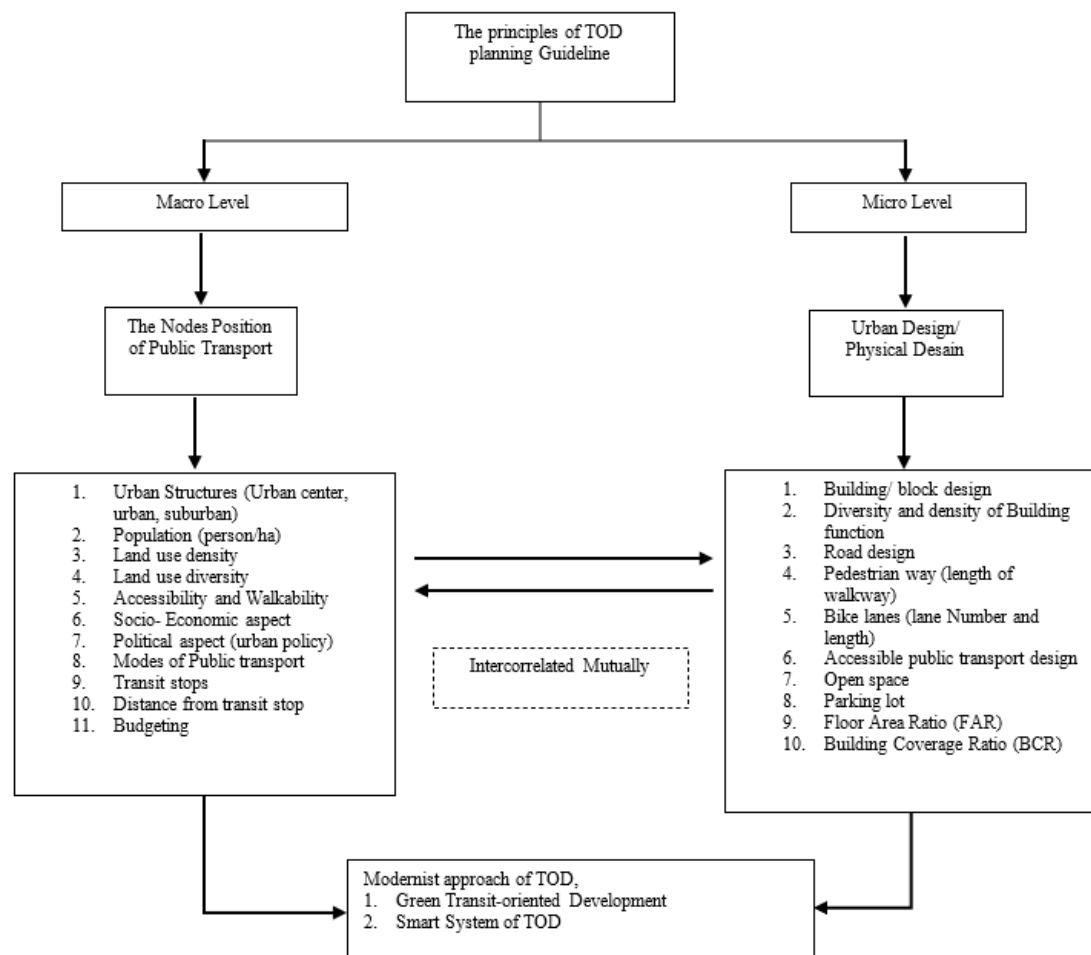 The principles of TOD
planning Guideline
Macro Level
Micro Level
The Nodes Position
of Public Transport
Urban Design/
Physical Desain
1. Urban Structures (Urban center,
urban, suburban)
2. Population (person/ha)
3. Land use density
4. Land use diversity
5. Accessibility and Walkability
6. Socio- Economic aspect
7. Political aspect (urban policy)
8. Modes of Public transport
9. Transit stops
10. Distance from transit stop
11. Budgeting
Intercorrelated Mutually
1. Building/ block design
2. Diversity and density of Building
function
3. Road design
4. Pedestrian way (length of
walkway)
5. Bike lanes (lane Number and
length)
6. Accessible public transport design
7. Open space
8. Parking lot
9. Floor Area Ratio (FAR)
10. Building Coverage Ratio (BCR)
Modernist approach of TOD,
1. Green Transit-oriented Development
2. Smart System of TOD